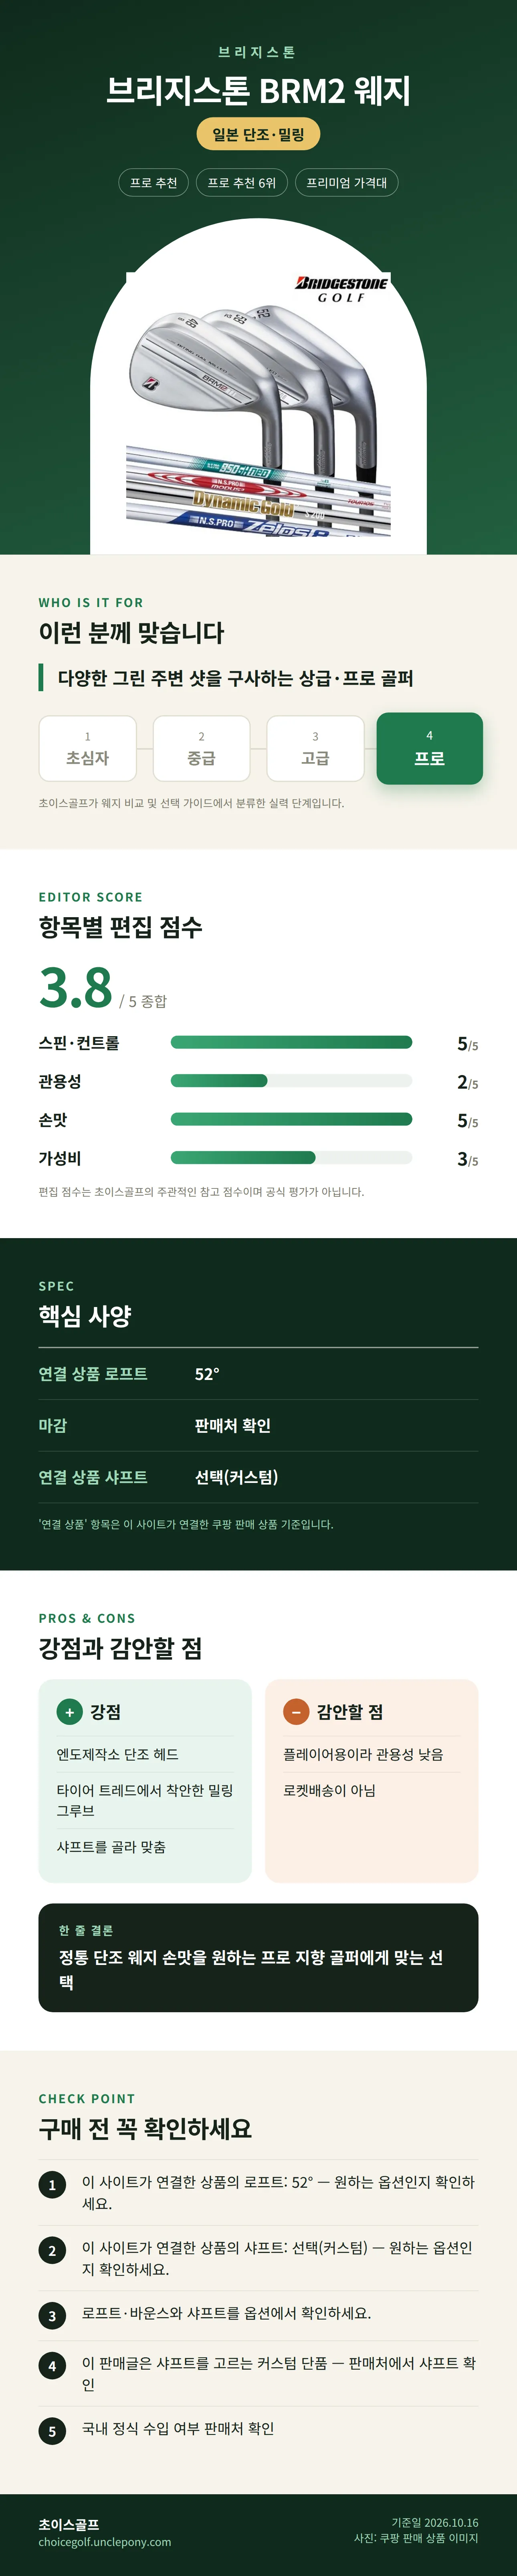 브리지스톤
브리지스톤 BRM2 웨지
일본 단조·밀링
프로 추천
프로 추천 6위
프리미엄 가격대
BRIDGESTONE
GOLF
BRM2
950 NEO
N.S.PRO
MODUS
TOUR 105
Dynamic Gold
S200
N.S.PRO Zelos 8
WHO IS IT FOR
이런 분께 맞습니다
다양한 그린 주변 샷을 구사하는 상급·프로 골퍼
1
초심자
2
중급
3
고급
4
프로
초이스골프가 웨지 비교 및 선택 가이드에서 분류한 실력 단계입니다.
EDITOR SCORE
항목별 편집 점수
3.8 / 5 종합
스핀·컨트롤 5/5
관용성 2/5
손맛 5/5
가성비 3/5
편집 점수는 초이스골프의 주관적인 참고 점수이며 공식 평가가 아닙니다.
SPEC
핵심 사양
연결 상품 로프트 52°
마감 판매처 확인
연결 상품 샤프트 선택(커스텀)
'연결 상품' 항목은 이 사이트가 연결한 쿠팡 판매 상품 기준입니다.
PROS & CONS
강점과 감안할 점
+ 강점
엔도제작소 단조 헤드
타이어 트레드에서 착안한 밀링
그루브
샤프트를 골라 맞춤
− 감안할 점
플레이어용이라 관용성 낮음
로켓배송이 아님
한 줄 결론
정통 단조 웨지 손맛을 원하는 프로 지향 골퍼에게 맞는 선
택
CHECK POINT
구매 전 꼭 확인하세요
1 이 사이트가 연결한 상품의 로프트: 52° — 원하는 옵션인지 확인하
세요.
2 이 사이트가 연결한 상품의 샤프트: 선택(커스텀) — 원하는 옵션인
지 확인하세요.
3 로프트·바운스와 샤프트를 옵션에서 확인하세요.
4 이 판매글은 샤프트를 고르는 커스텀 단품 — 판매처에서 샤프트 확
인
5 국내 정식 수입 여부 판매처 확인
초이스골프
choicegolf.unclepony.com
기준일 2026.10.16
사진: 쿠팡 판매 상품 이미지